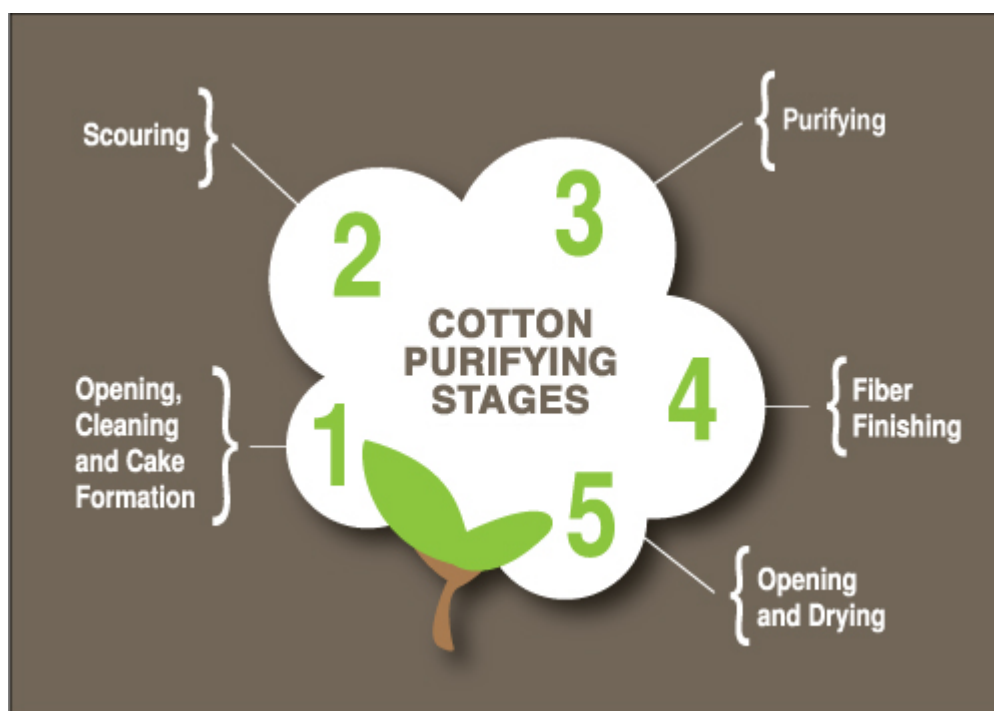 COTTON
PURIFYING
STAGES
1
Opening,
Cleaning
and Cake
Formation
2
Scouring
3
Purifying
4
Fiber
Finishing
5
Opening
and Drying